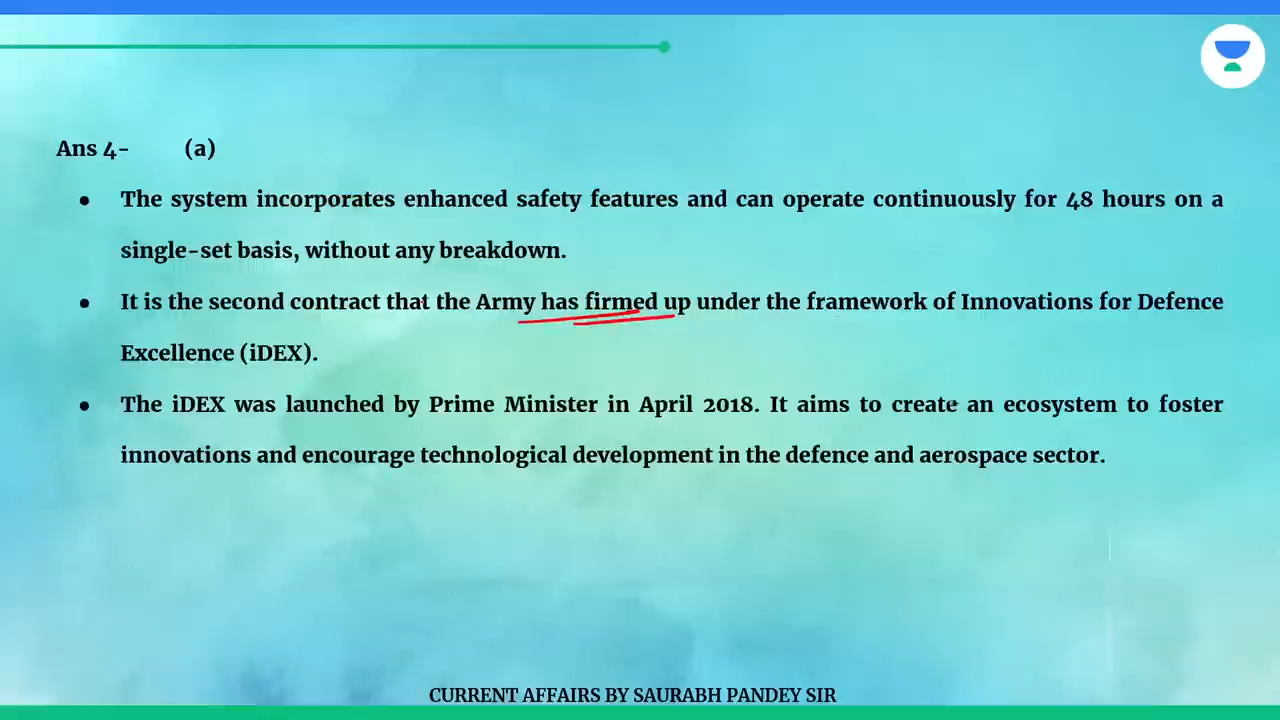 Ans 4- (a)
● The system incorporates enhanced safety features and can operate continuously for 48 hours on a
single-set basis, without any breakdown.
● It is the second contract that the Army has firmed up under the framework of Innovations for Defence
Excellence (iDEX).
● The iDEX was launched by Prime Minister in April 2018. It aims to create an ecosystem to foster
innovations and encourage technological development in the defence and aerospace sector.
CURRENT AFFAIRS BY SAURABH PANDEY SIR